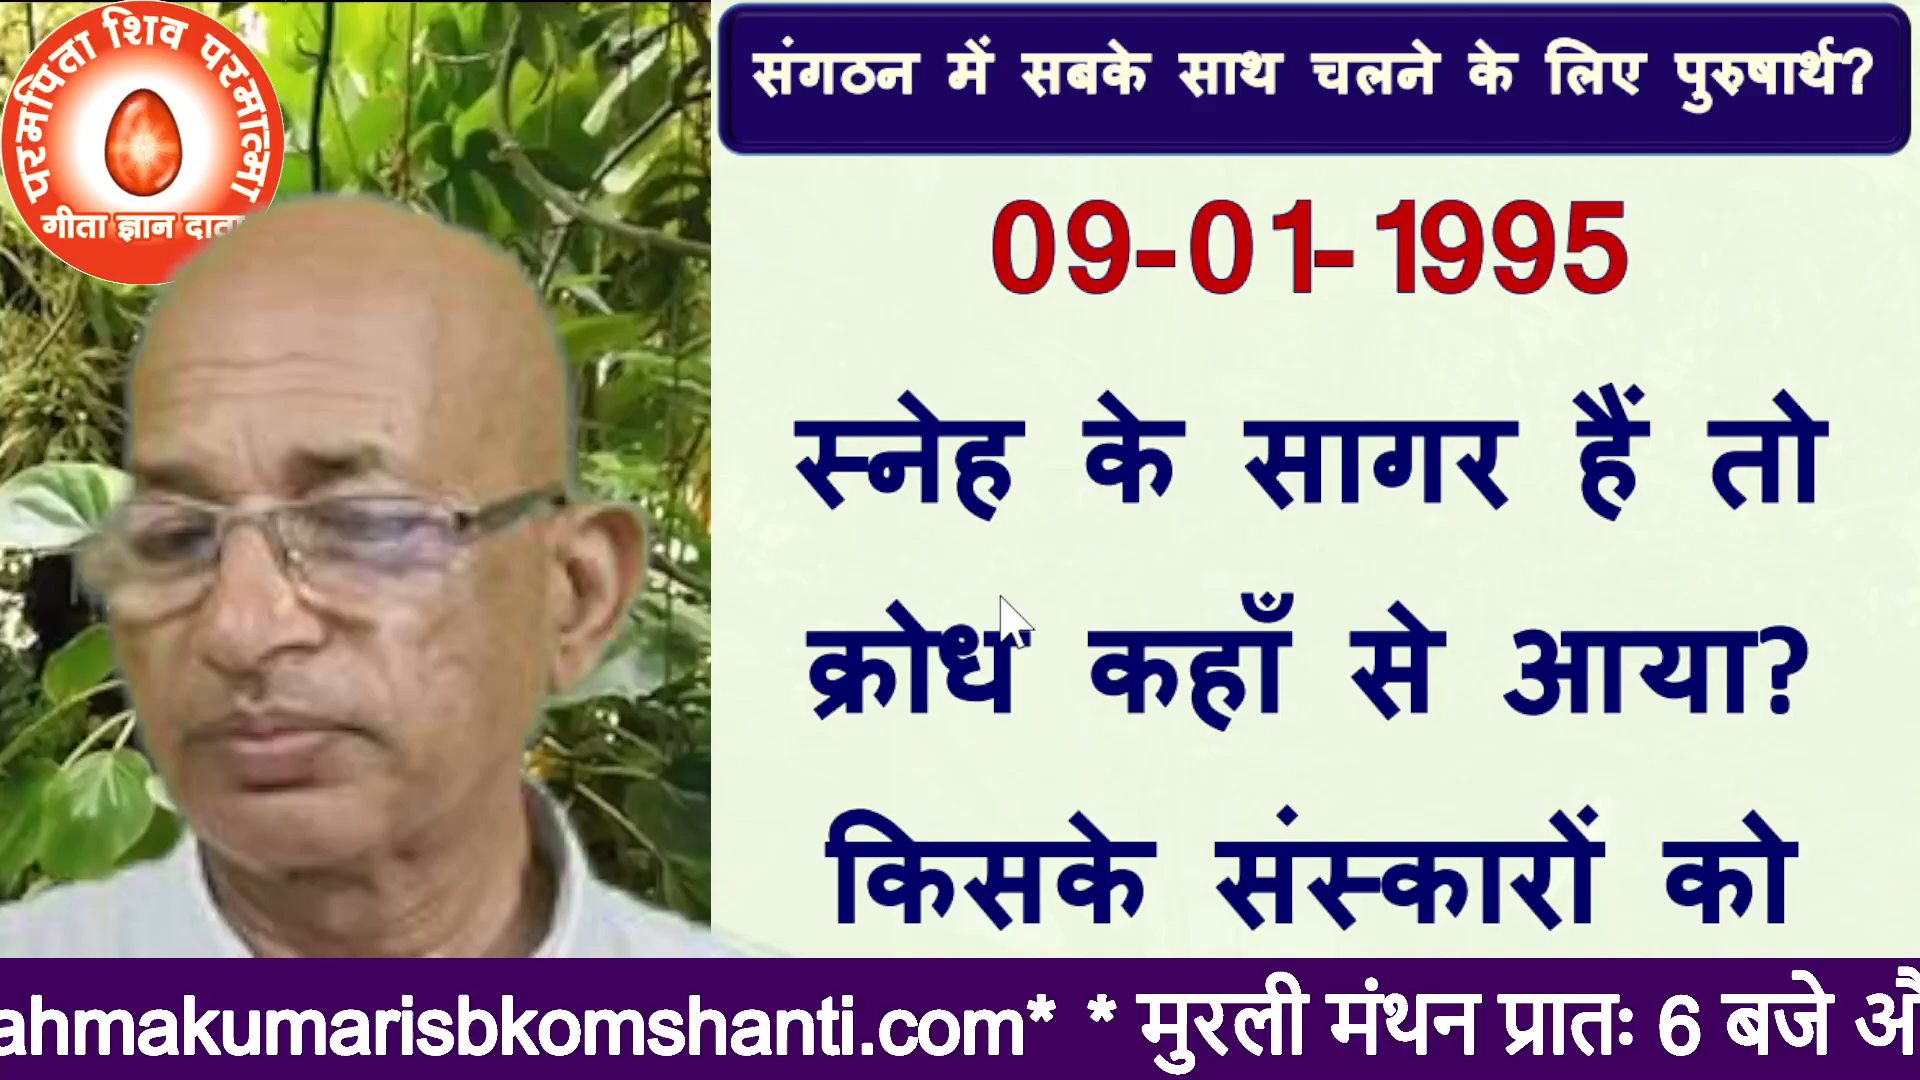 परमपिता शिव परमात्मा
गीता ज्ञान दाता
संगठन में सबके साथ चलने के लिए पुरुषार्थ?
09-01-1995
स्नेह के सागर हैं तो
क्रोध कहाँ से आया?
किसके संस्कारों को
ahmakumarisbkomshanti.com* * मुरली मंथन प्रातः 6 बजे औ